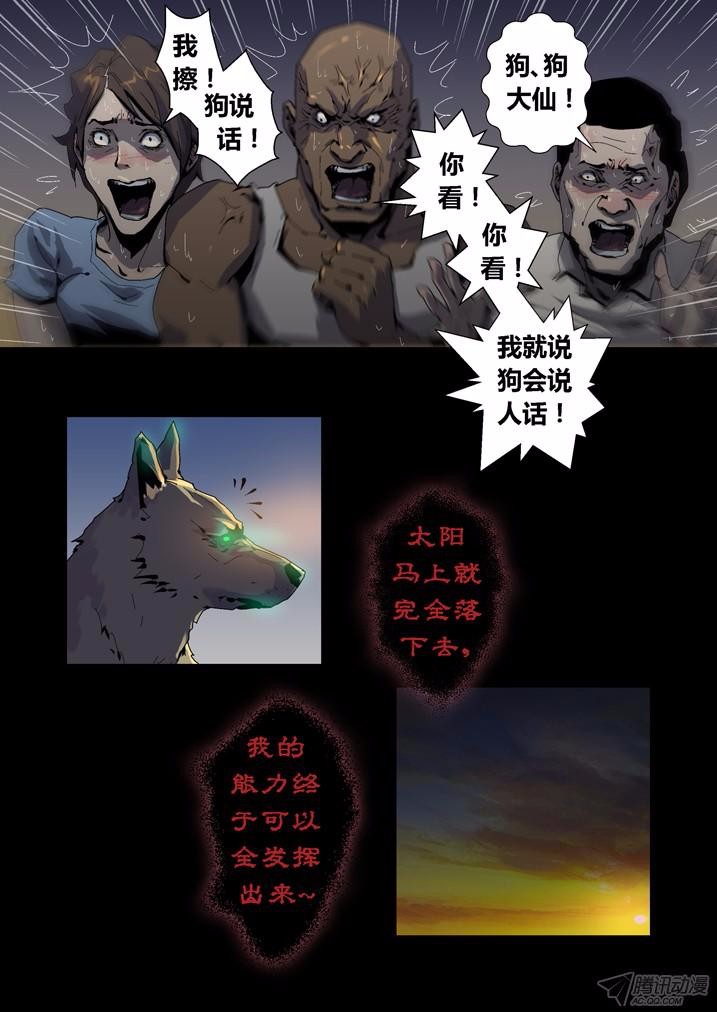 我
擦！
狗说
话！
狗、狗
大仙！
你
看！
你
看！
我就说
狗会说
人话！
太阳
马上就
完全落
下去，
我的
能力终
于可以
全发挥
出来~
腾讯动漫
AC.QQ.COM